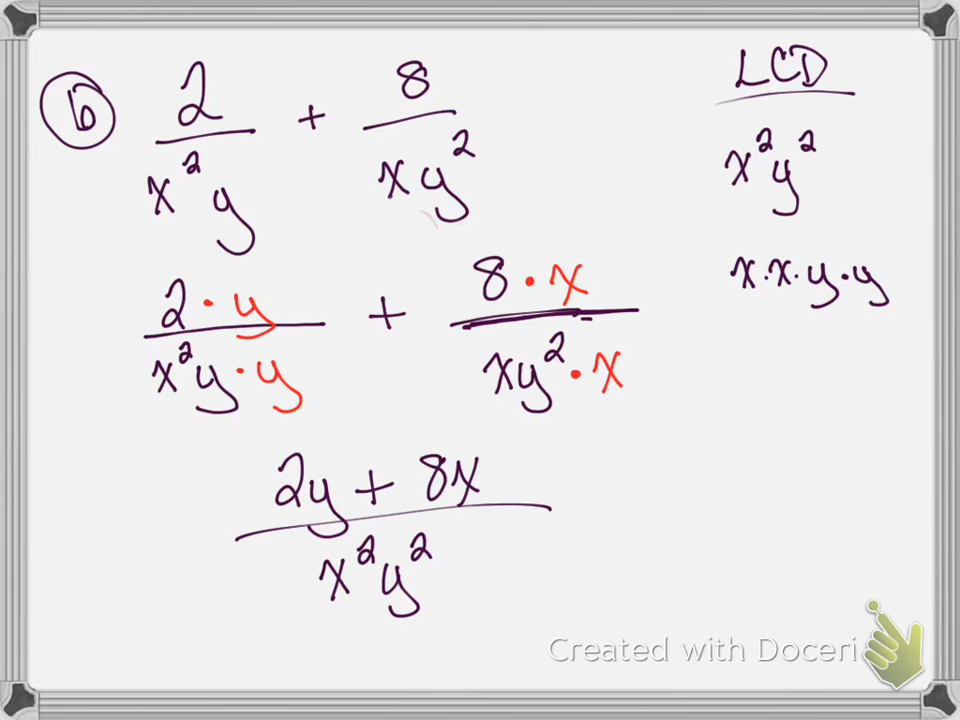 b 2/x²y + 8/xy²
2·y/x²y·y + 8·x/xy²·x
2y + 8x/x²y²
LCD
x²y²
x·x·y·y
Created with Doceri